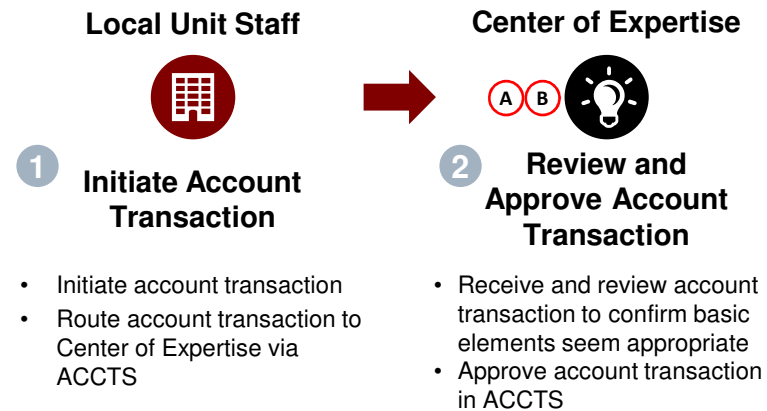 Local Unit Staff
1
Initiate Account
Transaction
• Initiate account transaction
• Route account transaction to
Center of Expertise via
ACCTS
Center of Expertise
A B
2
Review and
Approve Account
Transaction
• Receive and review account
transaction to confirm basic
elements seem appropriate
• Approve account transaction
in ACCTS